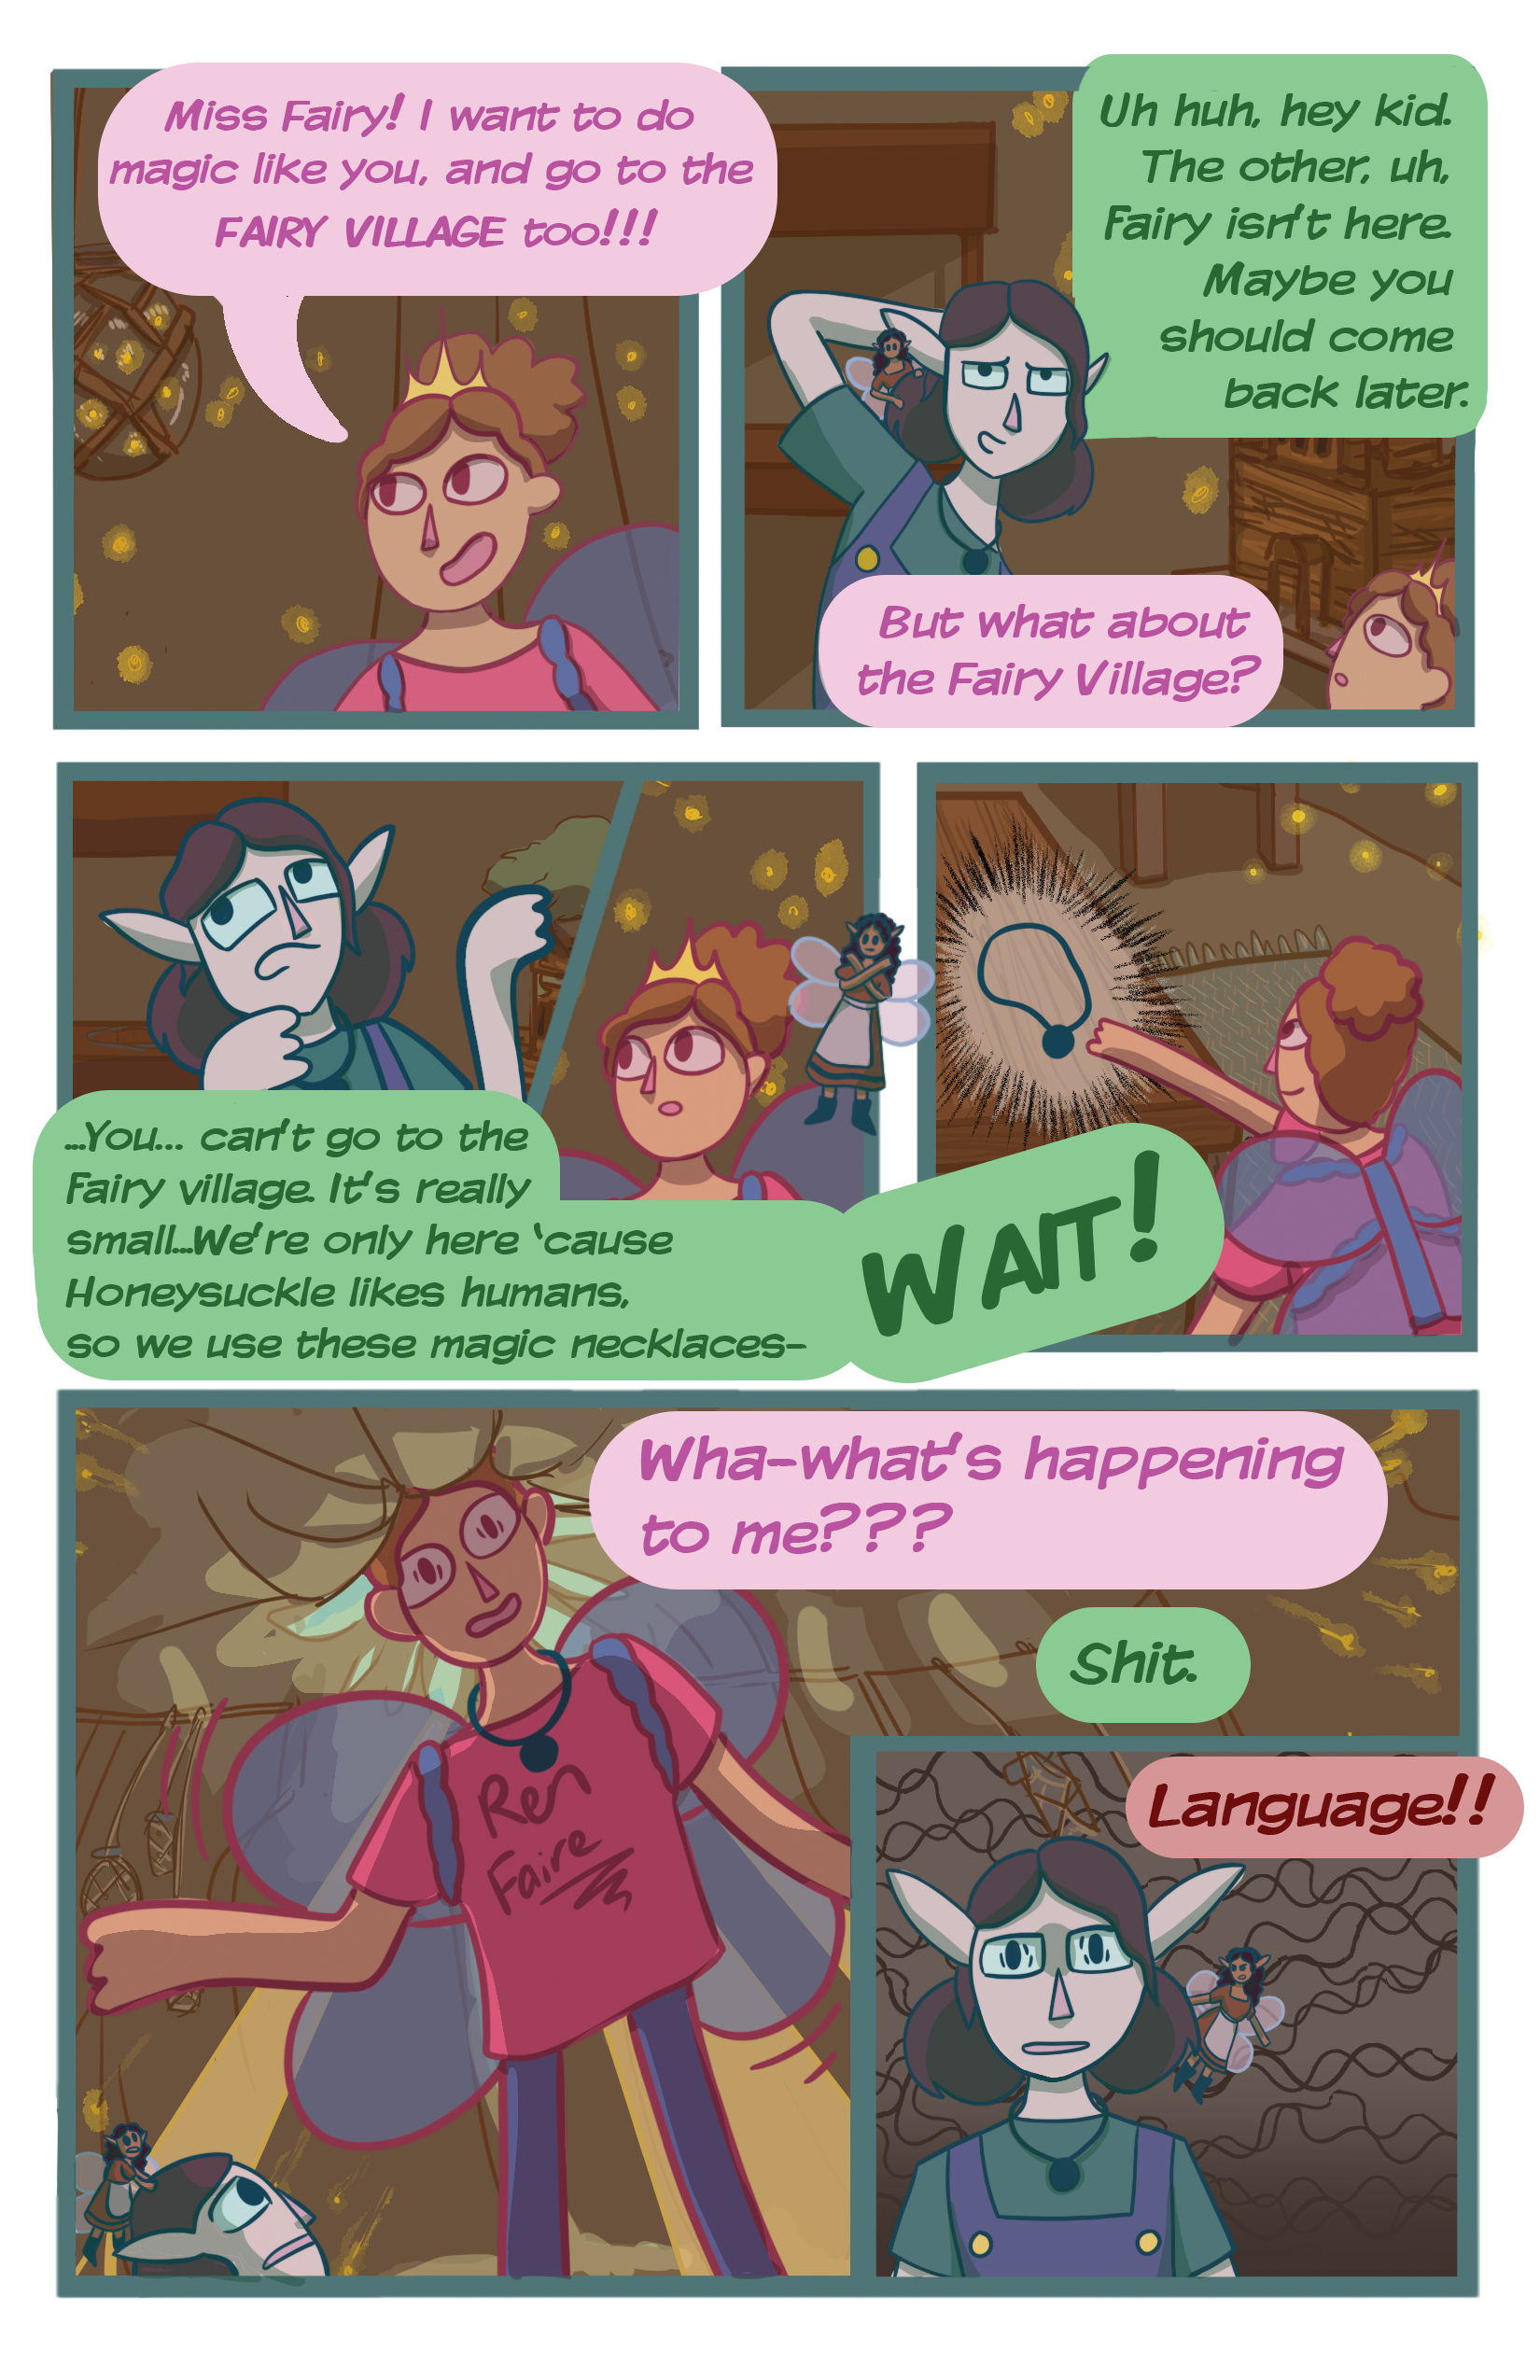 Miss Fairy! I want to do
magic like you, and go to the
FAIRY VILLAGE too!!!
Uh huh, hey kid.
The other, uh,
Fairy isn't here.
Maybe you
should come
back later.
But what about
the Fairy Village?
...You... can't go to the
Fairy village. It's really
small...We're only here ‘cause
Honeysuckle likes humans,
so we use these magic necklaces-
WAIT!
Wha-what's happening
to me???
Ren
Faire
Shit.
Language!!